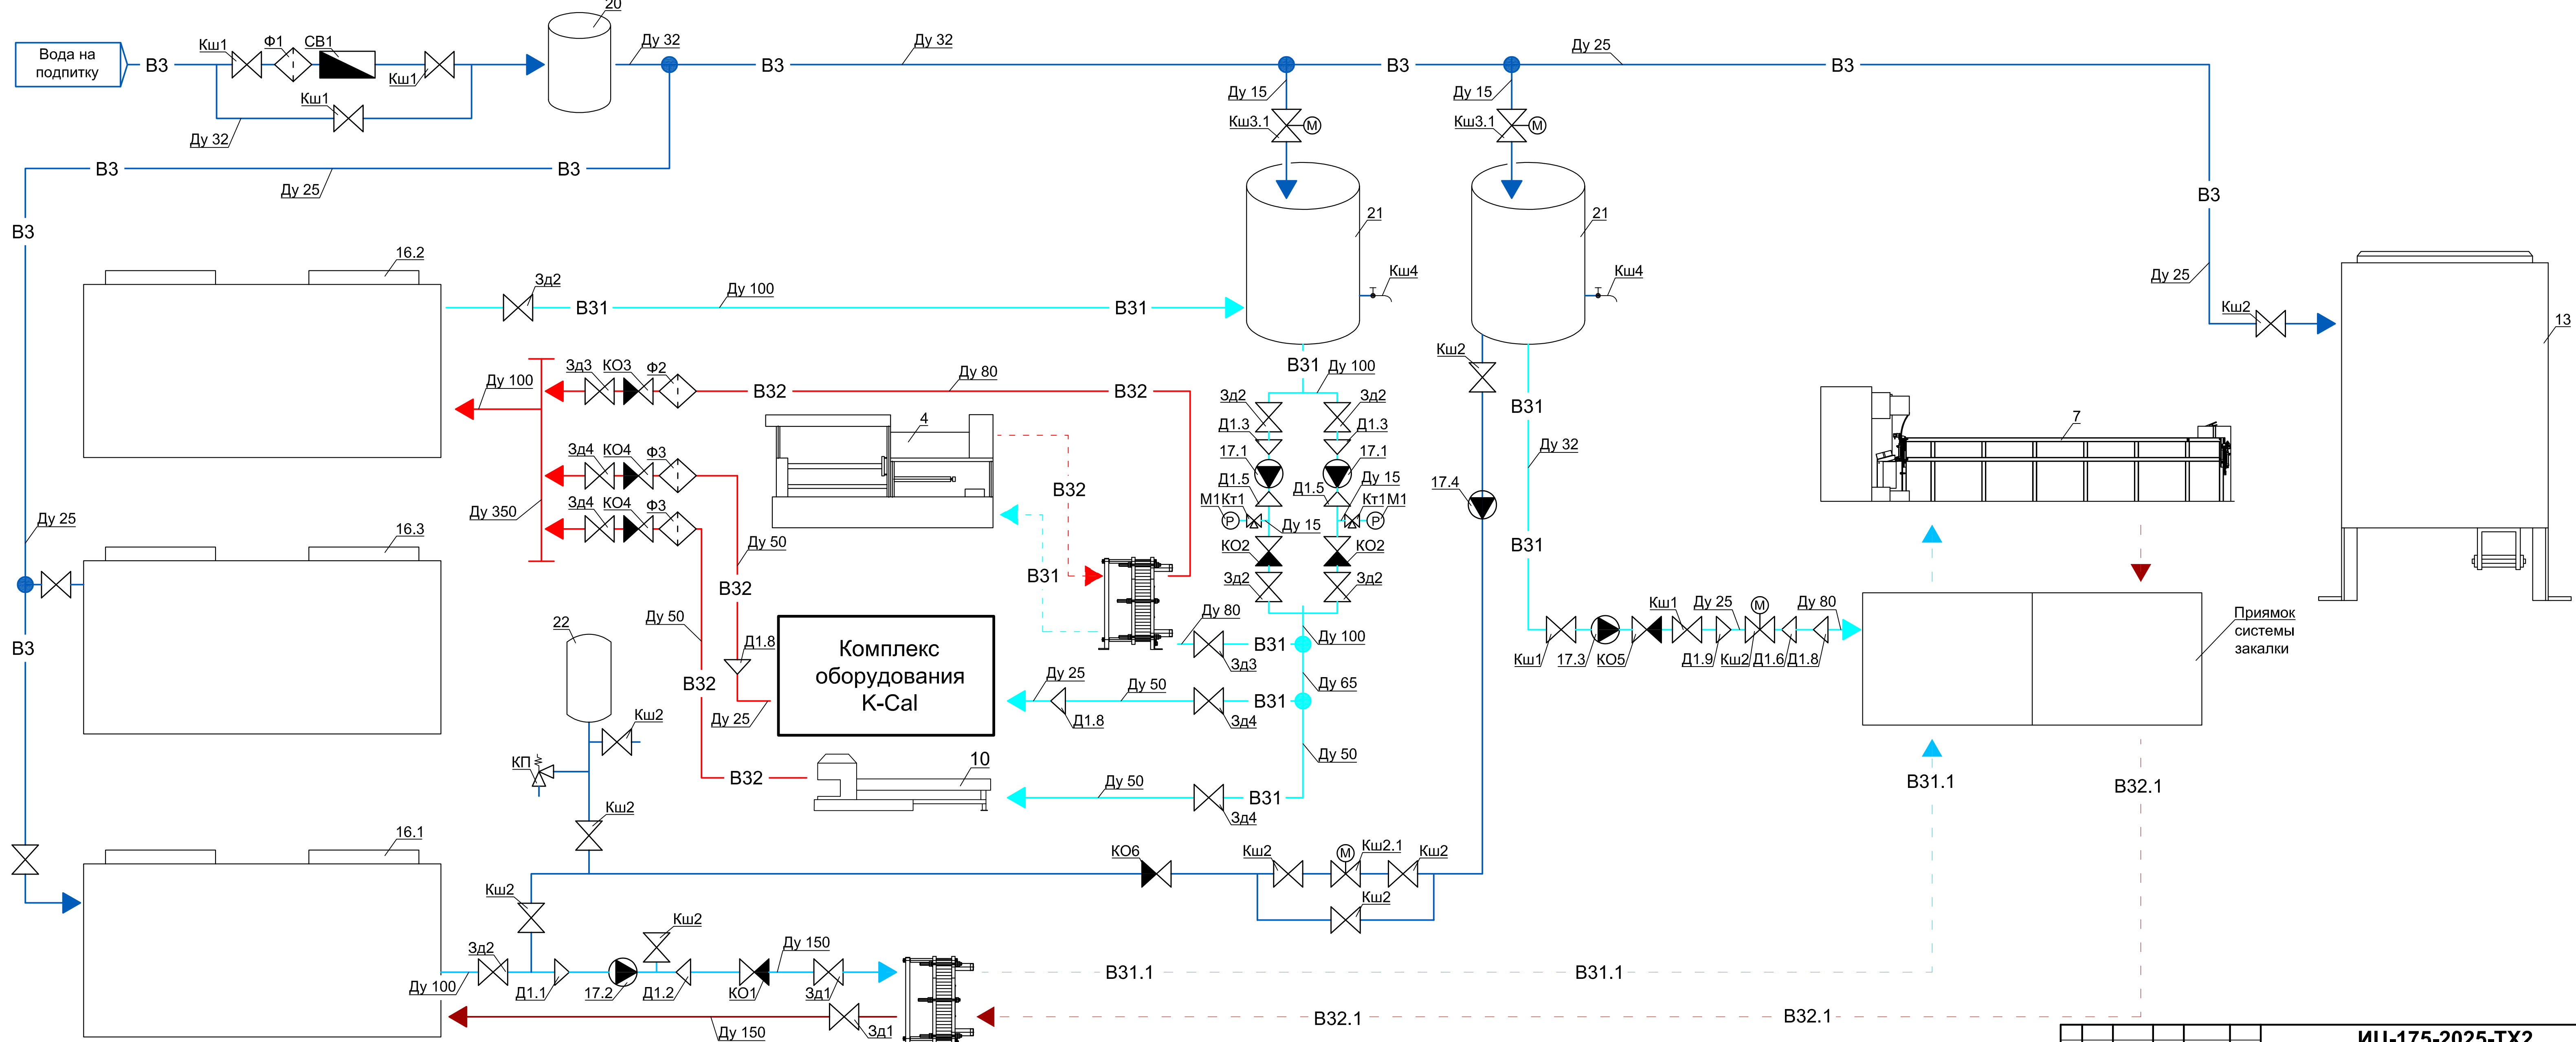 20
Кш1
Ф1
СВ1
Ду 32
Ду 32
Ду 25
Вода на
подпитку
В3
Кш1
В3
В3
В3
Кш1
Ду 32
Ду 15
Кш3.1
М
Ду 15
Кш3.1
М
В3
В3
Ду 25
В3
В3
21
21
16.2
Зд2
Ду 100
В31
В31
Кш4
Кш4
Ду 25
Кш2
13
Ду 100
Зд3
КО3
Ф2
В32
Ду 80
В32
В31
Ду 100
Кш2
Зд2
Зд2
В31
4
Д1.3
Д1.3
7
Зд4
КО4
Ф3
17.1
17.1
Ду 32
В32
Ду 15
Д1.5
Д1.5
17.4
Зд4
КО4
Ф3
Ду 350
М1
Кт1
Р
Кт1
М1
Р
Ду 15
Ду 25
16.3
Ду 50
КО2
КО2
В31
В32
В31
Зд2
Зд2
Ду 50
22
Ду 80
Кш1
Ду 25
М
Ду 80
Приямок
системы
закалки
В3
Д1.8
Комплекс
оборудования
K-Cal
В31
Ду 100
Зд3
Кш1
17.3
КО5
Д1.9
Кш2
Д1.6
Д1.8
В32
Ду 25
Ду 50
Ду 65
В31
Ду 25
Д1.8
Зд4
Кш2
КП
В32
10
Ду 50
Ду 50
В31
Зд4
В31.1
В32.1
Кш2
16.1
КО6
Кш2
М
Кш2.1
Кш2
Кш2
Кш2
Кш2
Зд2
Ду 150
В31.1
В31.1
Ду 100
Д1.1
17.2
Д1.2
КО1
Зд1
Ду 150
Зд1
В32.1
В32.1
ИЦ-175-2025-ТХ2